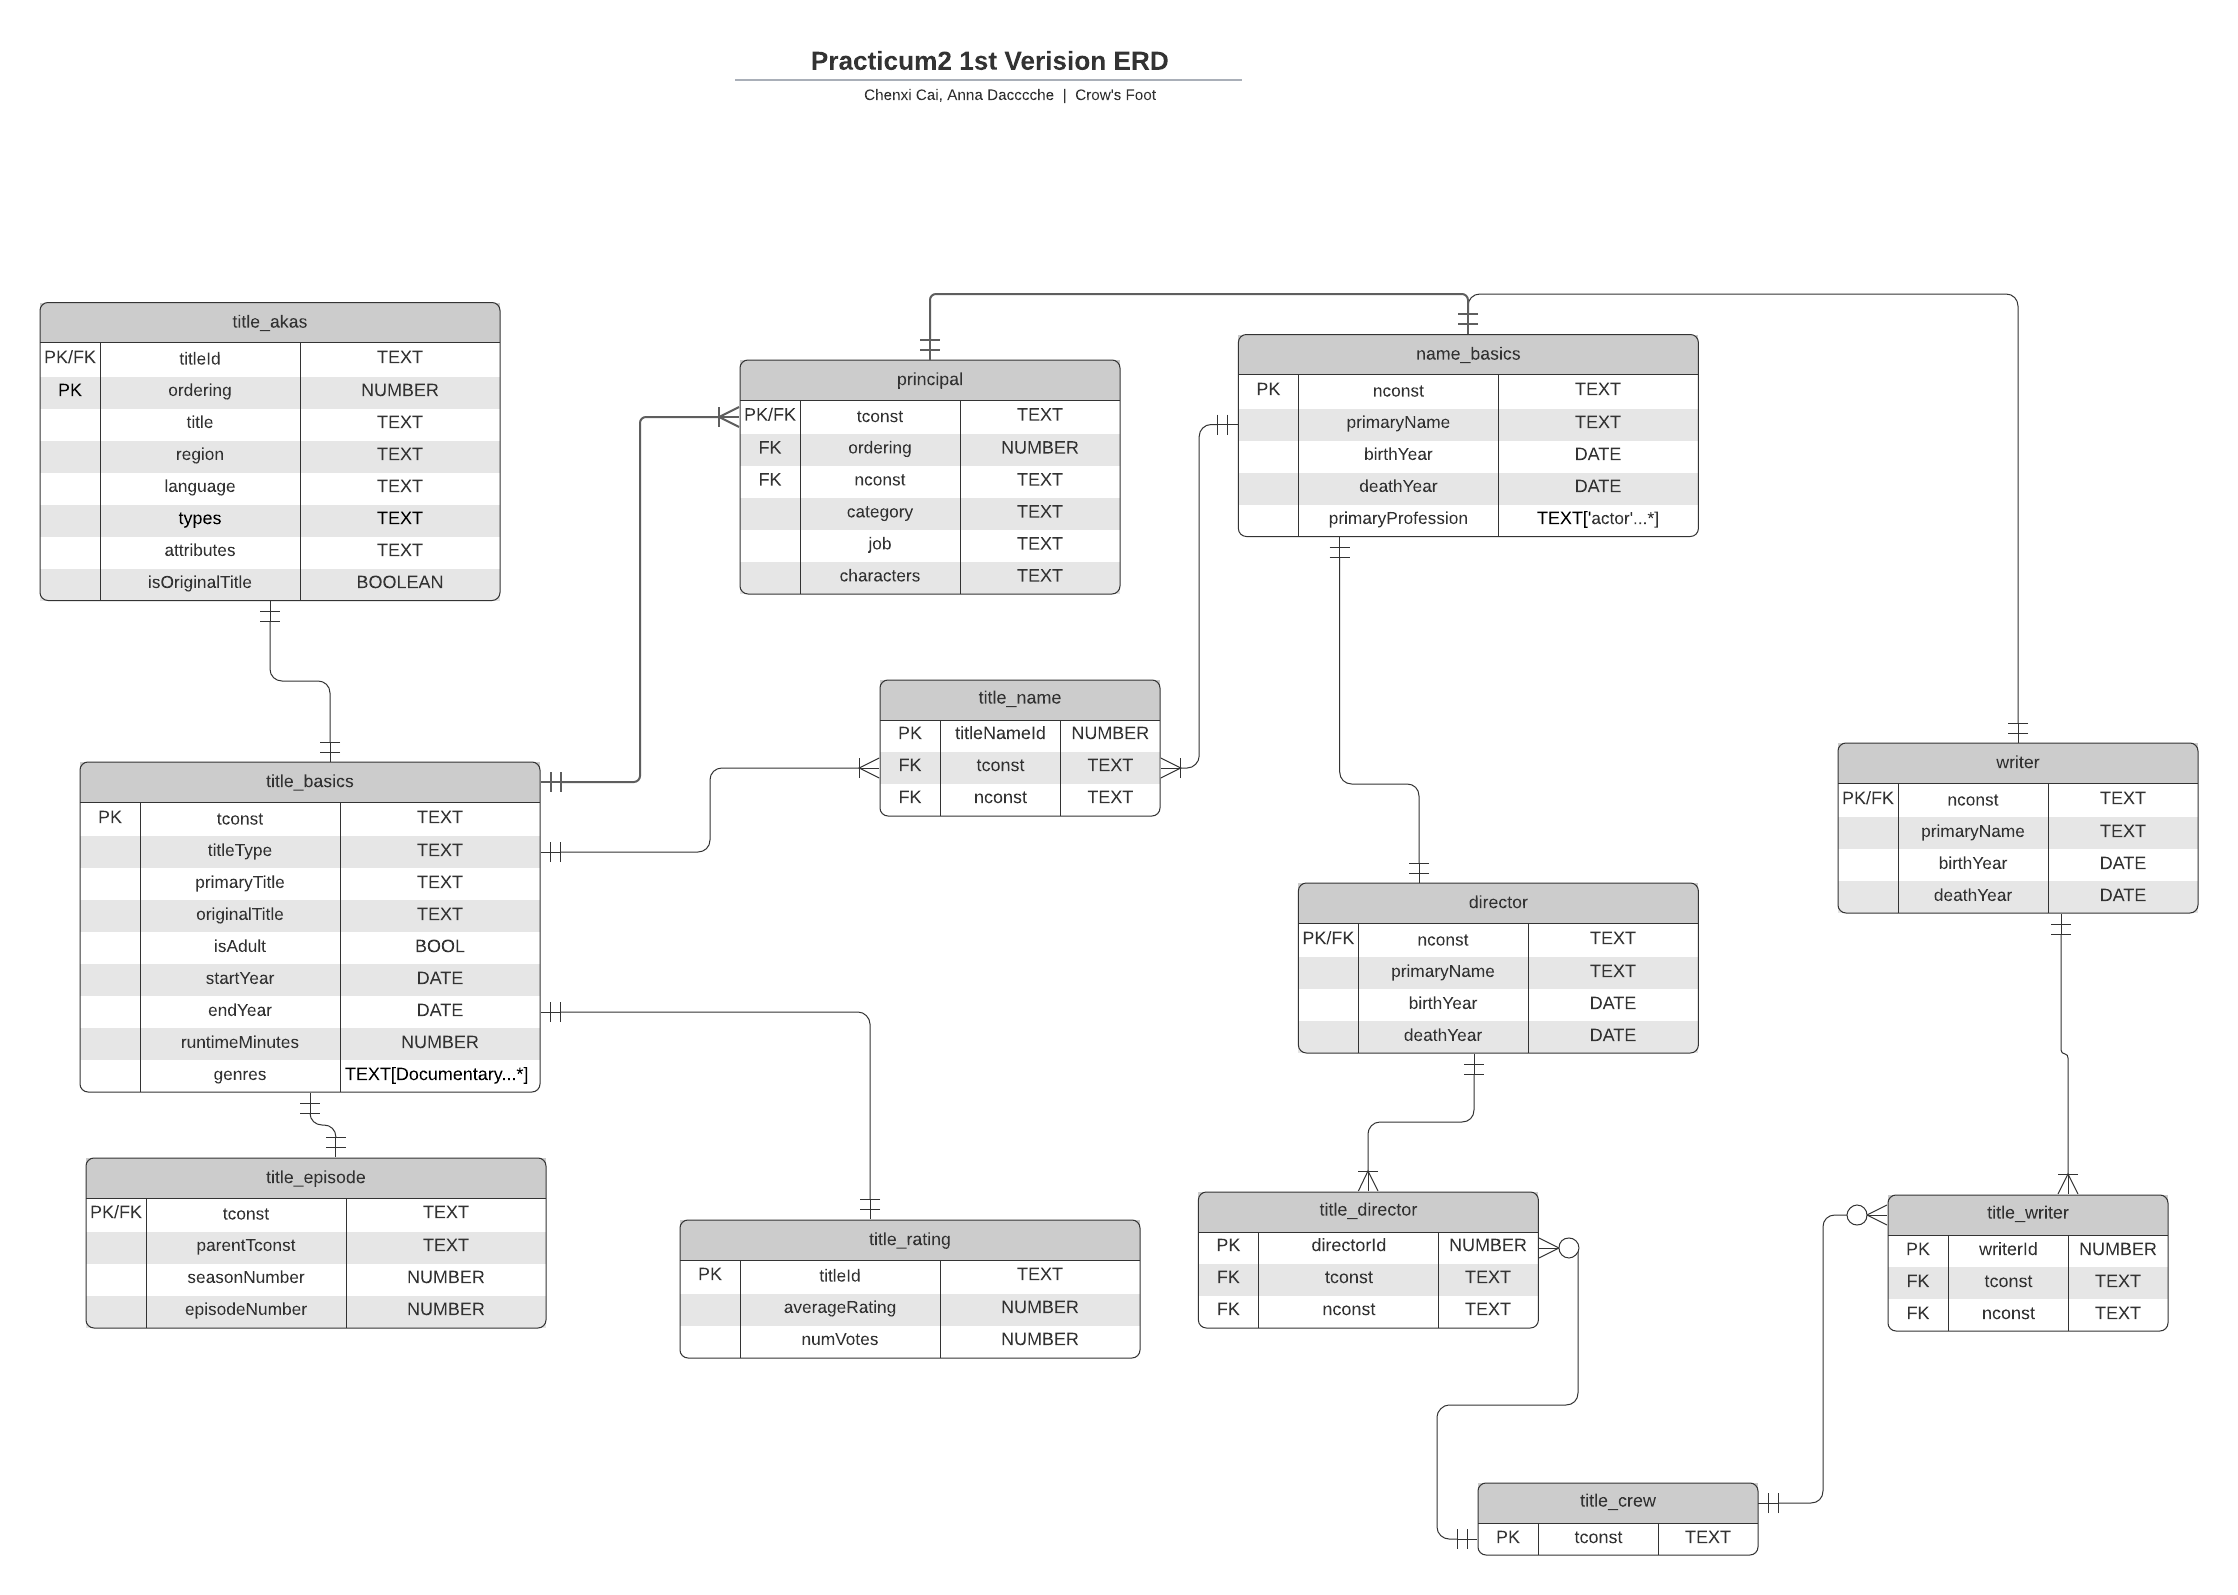 Practicum2 1st Verision ERD
Chenxi Cai, Anna Dacccche | Crow's Foot
title_akas
PK/FK titleId TEXT
PK ordering NUMBER
title TEXT
region TEXT
language TEXT
types TEXT
attributes TEXT
isOriginalTitle BOOLEAN
principal
PK/FK tconst TEXT
FK ordering NUMBER
FK nconst TEXT
category TEXT
job TEXT
characters TEXT
name_basics
PK nconst TEXT
primaryName TEXT
birthYear DATE
deathYear DATE
primaryProfession TEXT['actor'...*]
title_name
PK titleNameId NUMBER
FK tconst TEXT
FK nconst TEXT
title_basics
PK tconst TEXT
titleType TEXT
primaryTitle TEXT
originalTitle TEXT
isAdult BOOL
startYear DATE
endYear DATE
runtimeMinutes NUMBER
genres TEXT[Documentary...*]
writer
PK/FK nconst TEXT
primaryName TEXT
birthYear DATE
deathYear DATE
director
PK/FK nconst TEXT
primaryName TEXT
birthYear DATE
deathYear DATE
title_episode
PK/FK tconst TEXT
parentTconst TEXT
seasonNumber NUMBER
episodeNumber NUMBER
title_rating
PK titleId TEXT
averageRating NUMBER
numVotes NUMBER
title_director
PK directorId NUMBER
FK tconst TEXT
FK nconst TEXT
title_writer
PK writerId NUMBER
FK tconst TEXT
FK nconst TEXT
title_crew
PK tconst TEXT